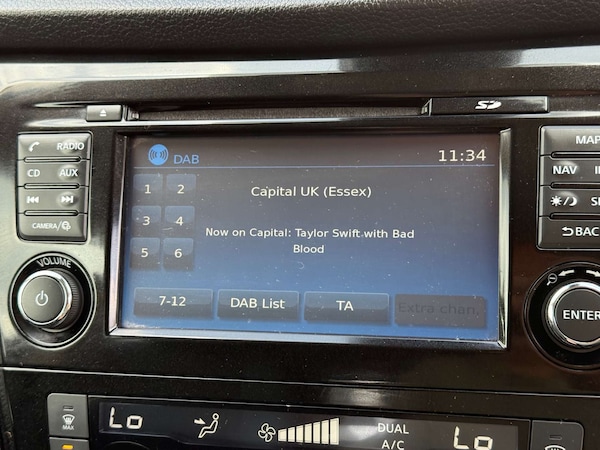 SD
RADIO
CD AUX
CAMERA
VOLUME
DAB
11:34
1 2
3 4
5 6
Capital UK (Essex)
Now on Capital: Taylor Swift with Bad
Blood
7-12
DAB List
TA
Extra chan.
MAP
NAV
BAC
ENTER
MAX
Lo
DUAL
A/C
Lo